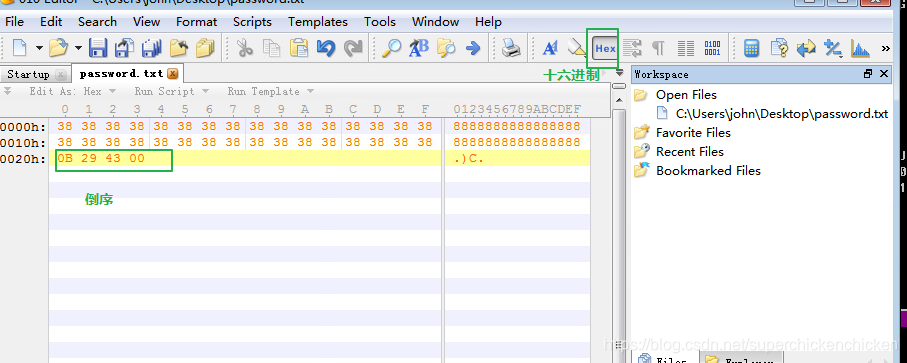 010 Editor - C:\Users\john\Desktop\password.txt
File Edit Search View Format Scripts Templates Tools Window Help
Hex
十六进制
Startup password.txt
Workspace
Edit As: Hex Run Script Run Template
Open Files
0 1 2 3 4 5 6 7 8 9 A B C D E F 0123456789ABCDEF
C:\Users\john\Desktop\password.txt
0000h: 38 38 38 38 38 38 38 38 38 38 38 38 38 38 38 38 8888888888888888
Favorite Files
0010h: 38 38 38 38 38 38 38 38 38 38 38 38 38 38 38 38 8888888888888888
Recent Files
0020h: 0B 29 43 00 .)C.
Bookmarked Files
倒序
https://blog.csdn.net/superchickenchicken
Files Explorer